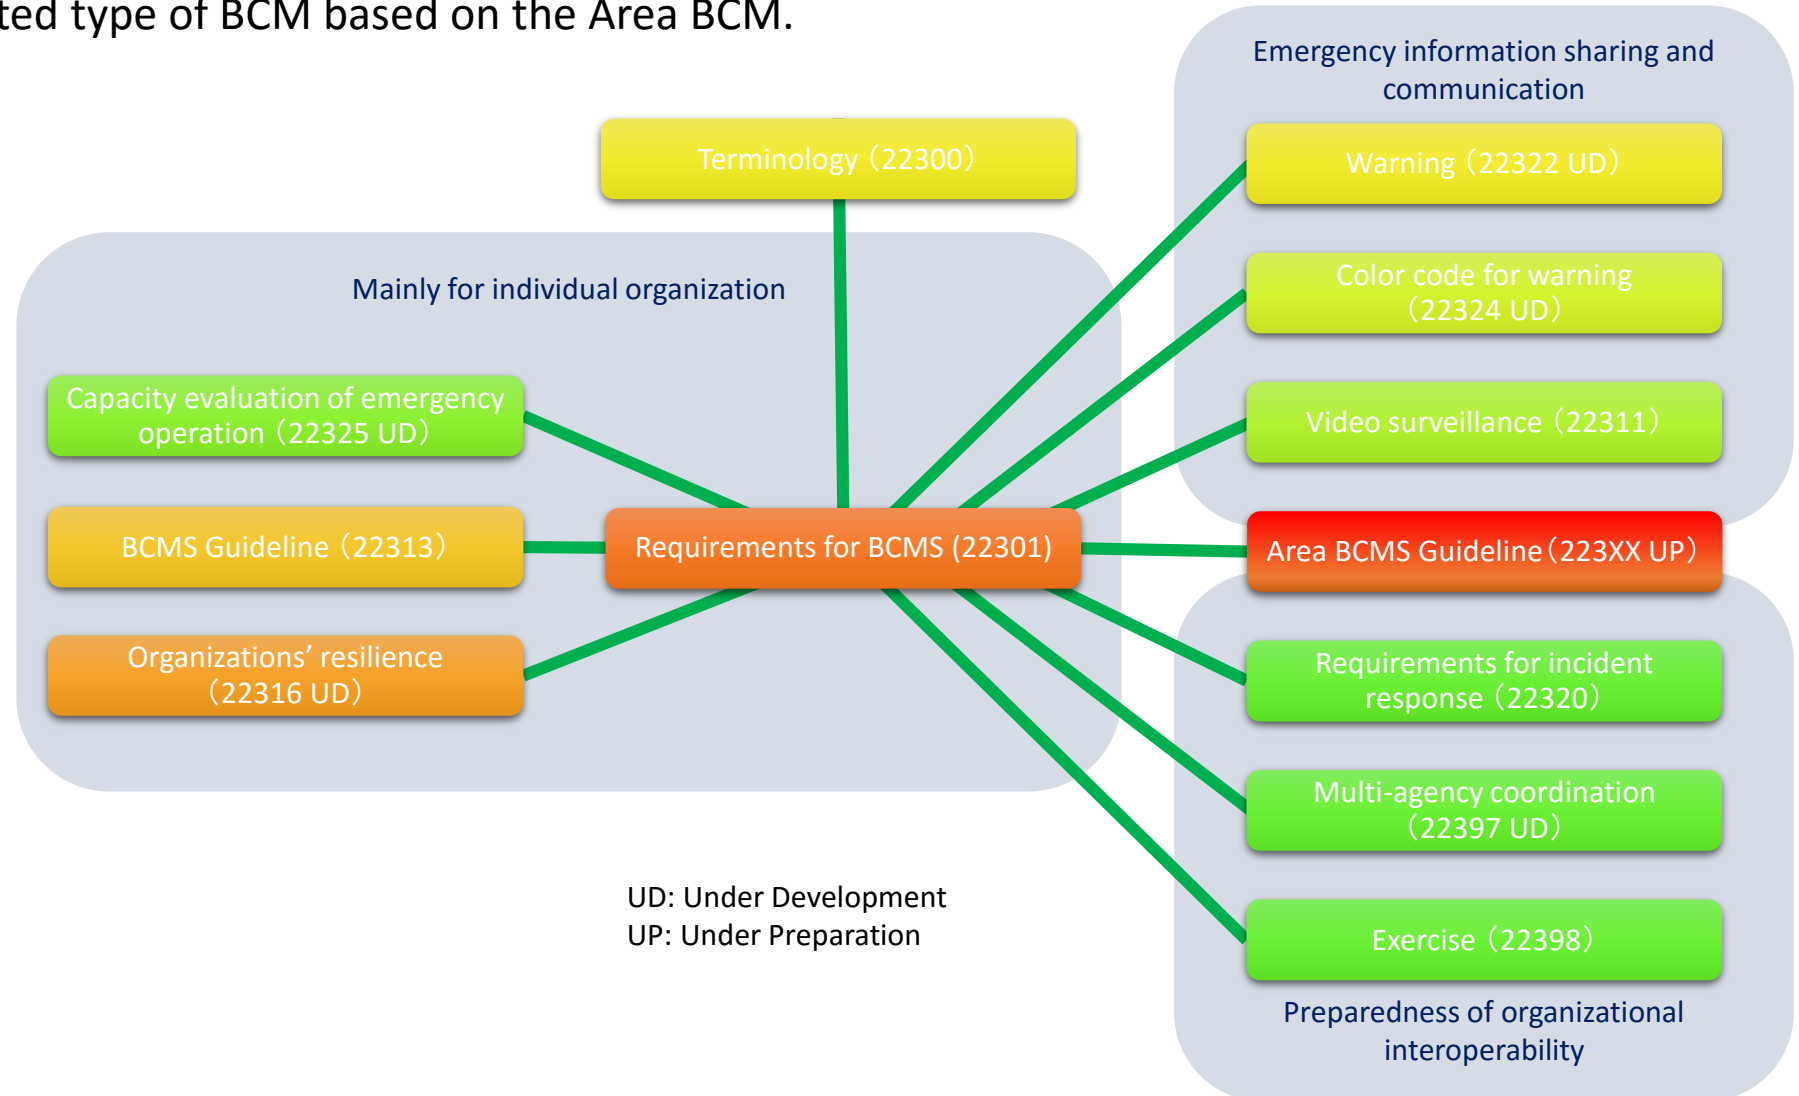 ted type of BCM based on the Area BCM.
Emergency information sharing and
communication
Terminology（22300）
Warning（22322 UD）
Mainly for individual organization
Color code for warning
（22324 UD）
Capacity evaluation of emergency
operation（22325 UD）
Video surveillance（22311）
BCMS Guideline（22313）
Requirements for BCMS (22301)
Area BCMS Guideline（223XX UP）
Organizations’ resilience
（22316 UD）
Requirements for incident
response（22320）
Multi-agency coordination
（22397 UD）
UD: Under Development
UP: Under Preparation
Exercise（22398）
Preparedness of organizational
interoperability